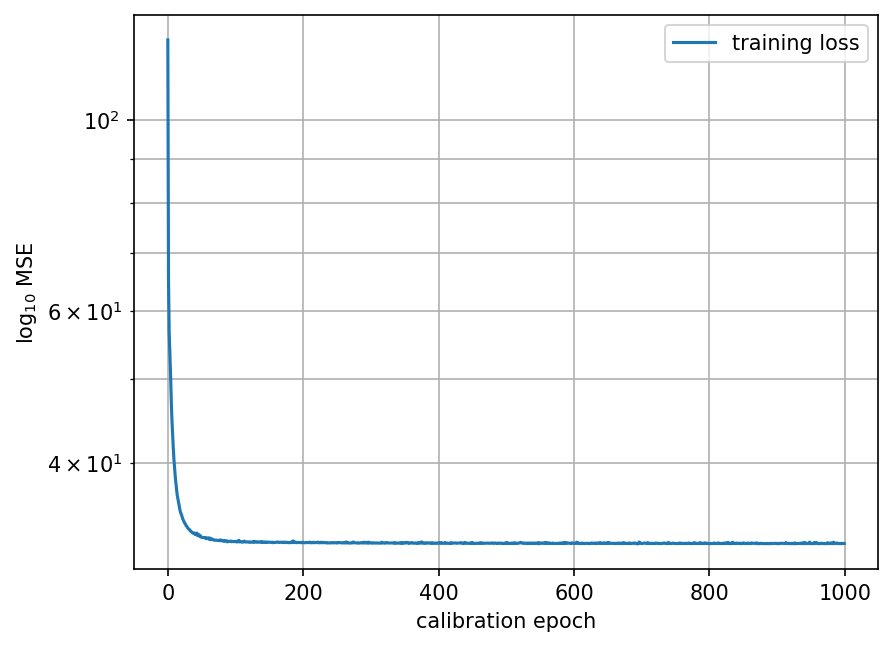 training loss
10²
6 × 10¹
4 × 10¹
log₁₀ MSE
0 200 400 600 800 1000
calibration epoch